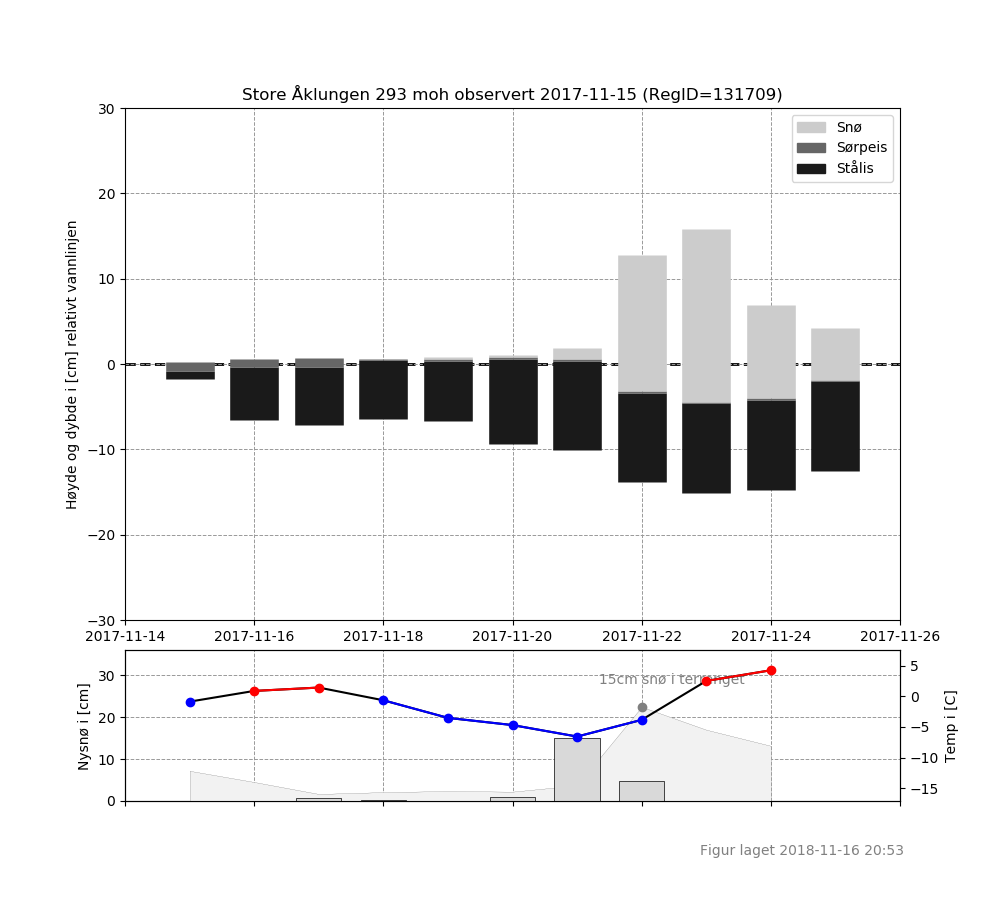 Store Åklungen 293 moh observert 2017-11-15 (RegID=131709)
30
20
10
0
−10
−20
−30
Høyde og dybde i [cm] relativt vannlinjen
Snø
Sørpeis
Stålis
2017-11-14
2017-11-16
2017-11-18
2017-11-20
2017-11-22
2017-11-24
2017-11-26
30
20
10
0
Nysnø i [cm]
15cm snø i terrenget
5
0
−5
−10
−15
Temp i [C]
Figur laget 2018-11-16 20:53